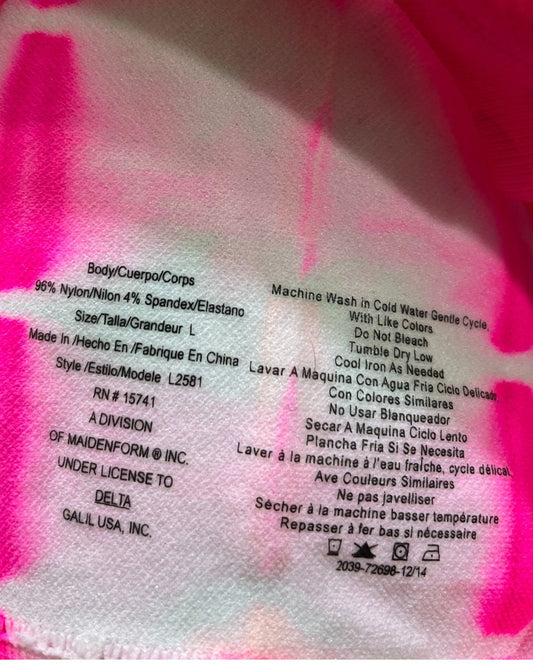 Body/Cuerpo/Corps
96% Nylon/Nilon 4% Spandex/Elastano
Size/Talla/Grandeur L
Made In /Hecho En /Fabrique En China
Style /Estilo/Modele L2581
RN # 15741
A DIVISION
OF MAIDENFORM ® INC.
UNDER LICENSE TO
DELTA
GALIL USA, INC.
Machine Wash in Cold Water Gentle Cycle,
With Like Colors
Do Not Bleach
Tumble Dry Low
Cool Iron As Needed
Lavar A Maquina Con Agua Fria Ciclo Delicado
Con Colores Similares
No Usar Blanqueador
Secar A Maquina Ciclo Lento
Plancha Fria Si Se Necesita
Laver à la machine à l'eau fraîche, cycle délicat,
Ave Couleurs Similaires
Ne pas javelliser
Sécher à la machine basser température
Repasser à fer bas si nécessaire
2039-72698-12/14